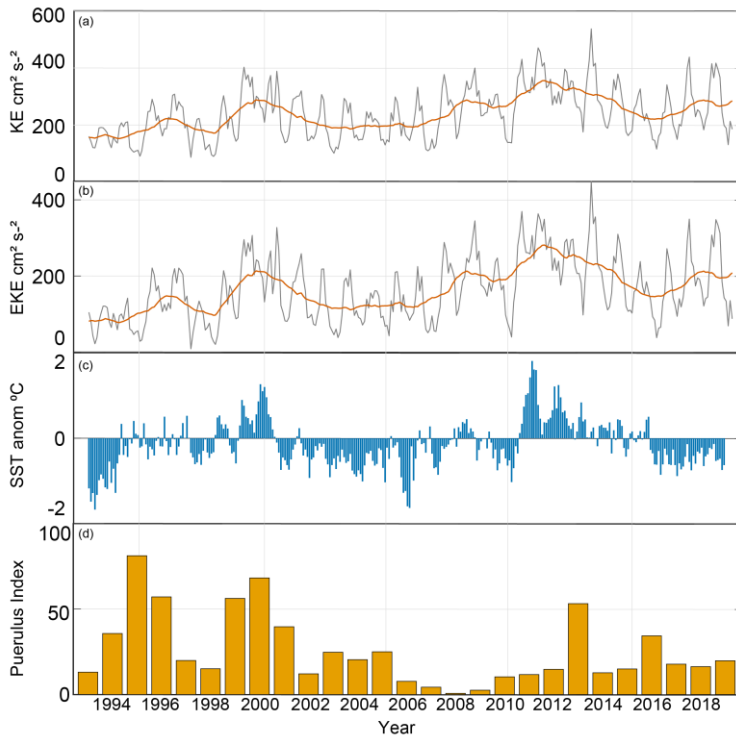 (a)
600
400
200
0
KE cm² s-²
(b)
400
200
0
EKE cm² s-²
(c)
2
0
-2
SST anom ºC
(d)
100
50
0
Puerulus Index
1994 1996 1998 2000 2002 2004 2006 2008 2010 2012 2014 2016 2018
Year